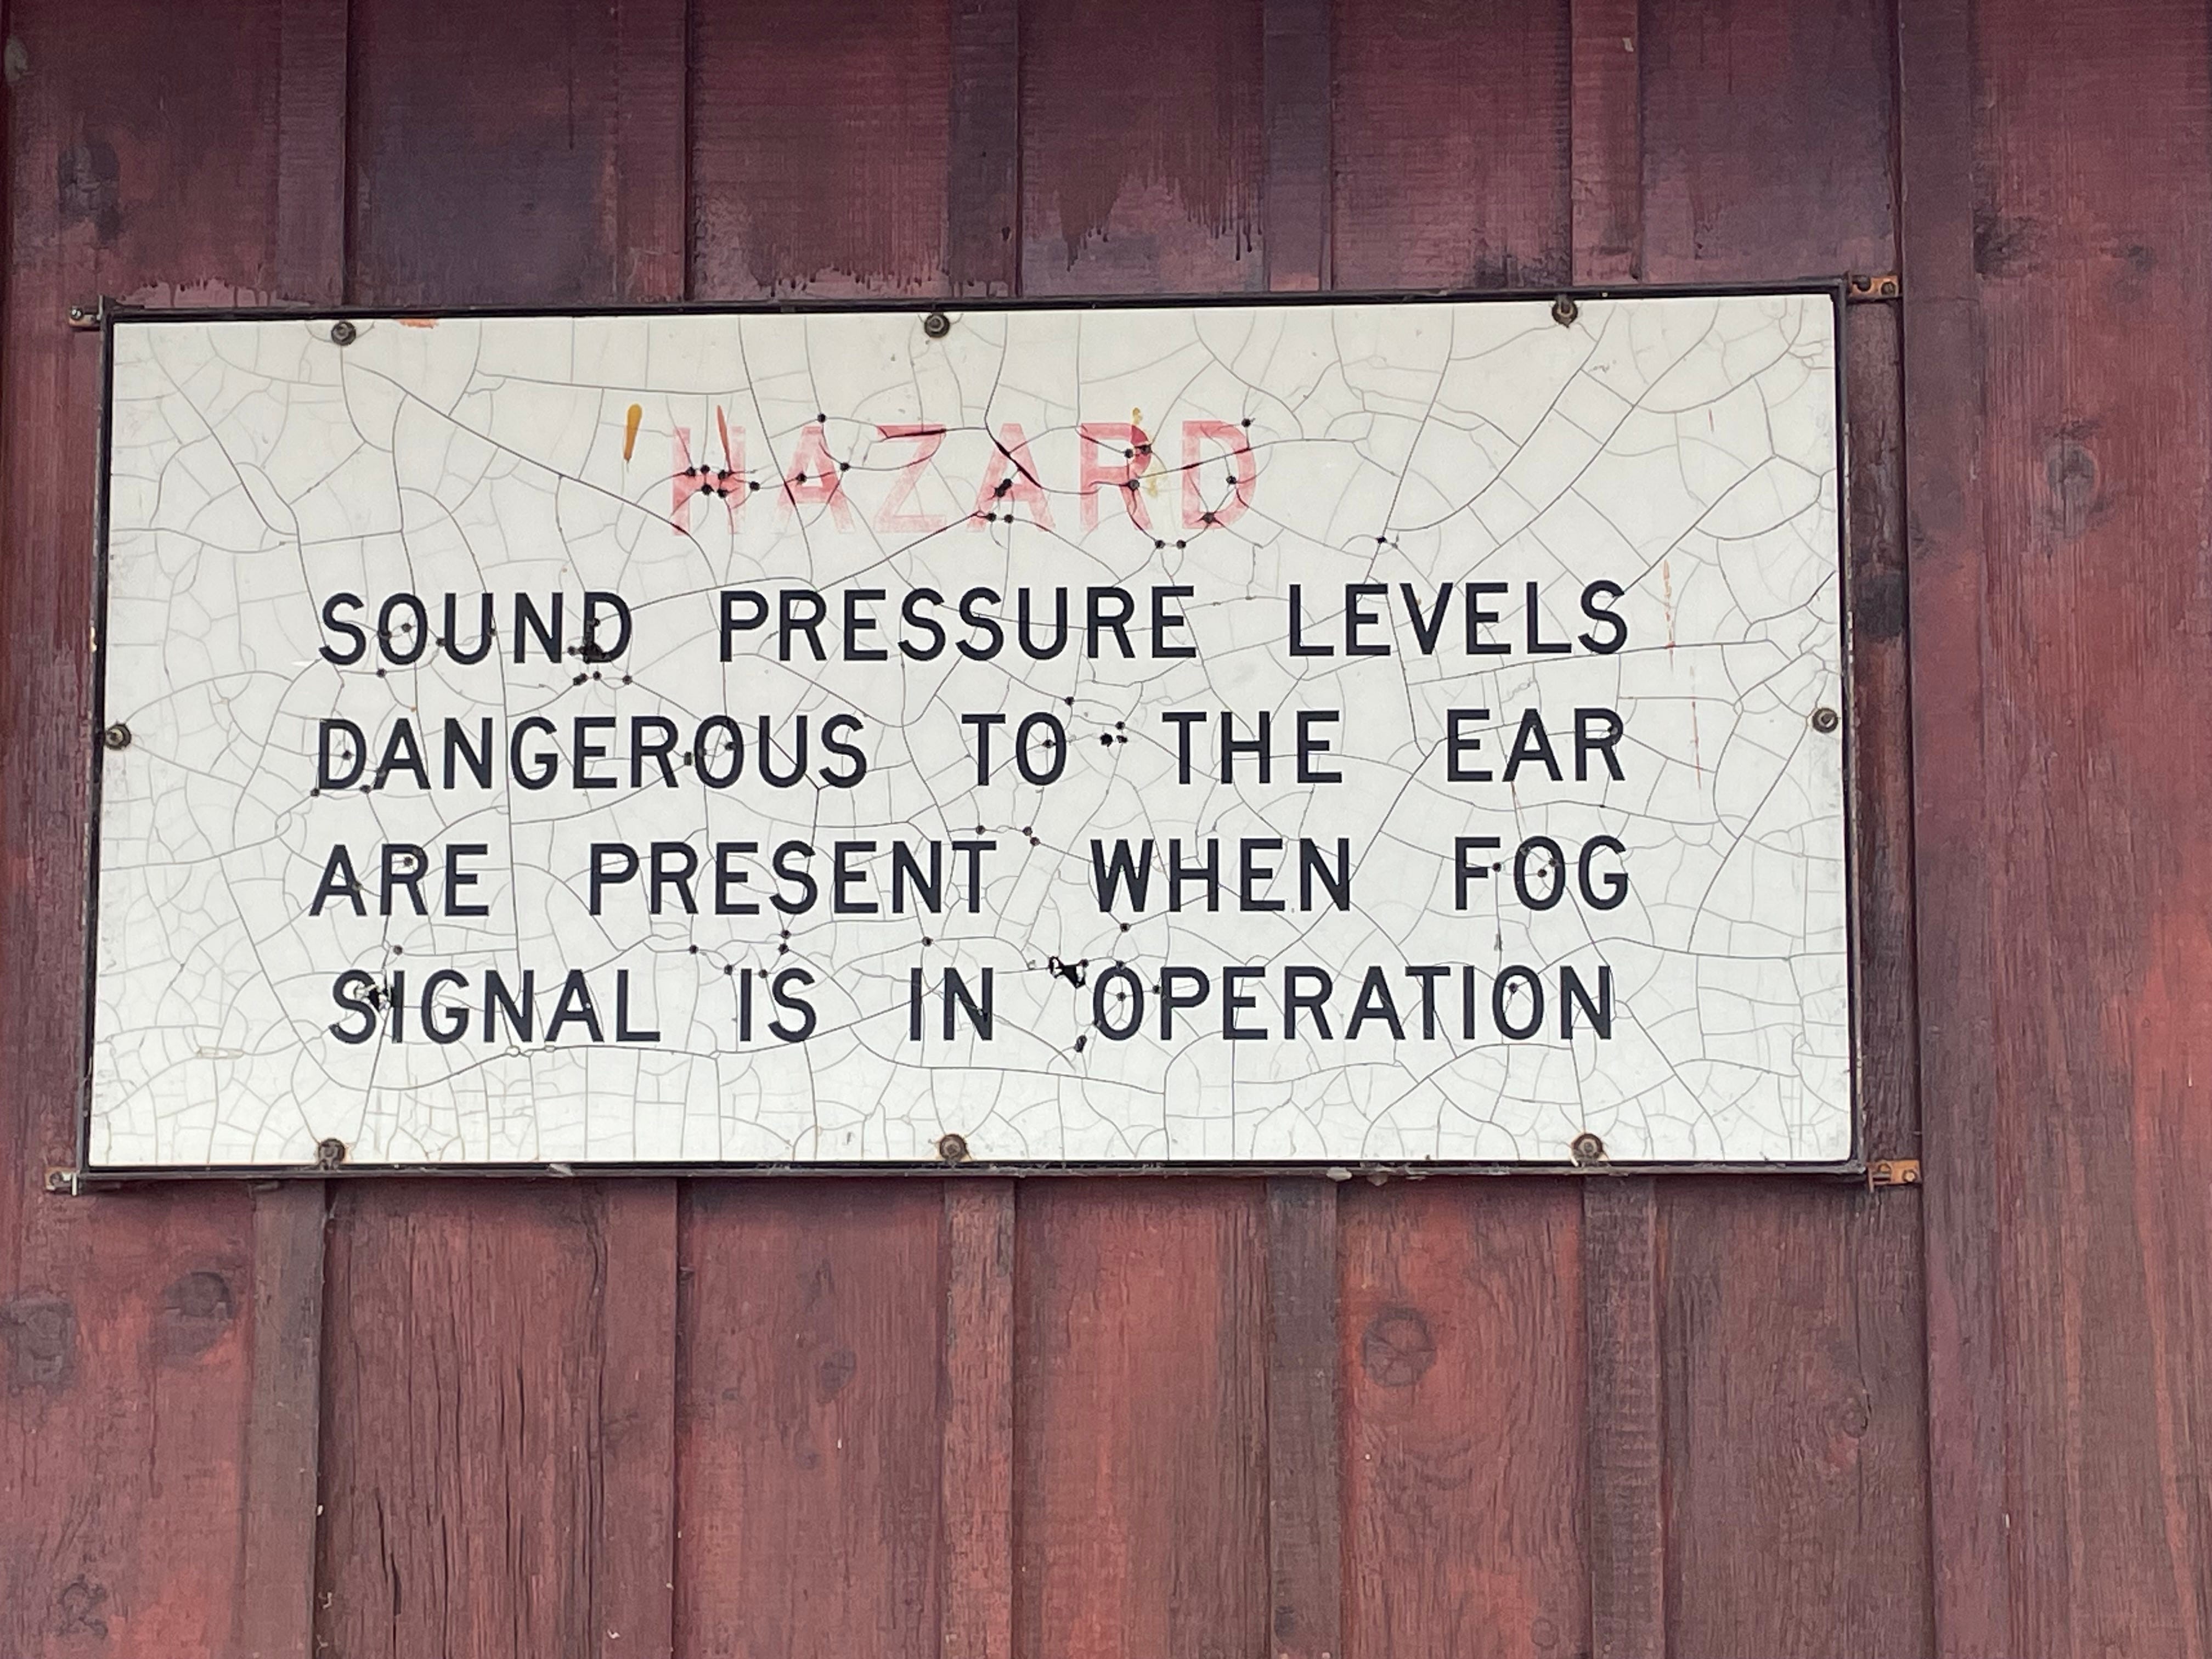 HAZARD
SOUND PRESSURE LEVELS
DANGEROUS TO THE EAR
ARE PRESENT WHEN FOG
SIGNAL IS IN OPERATION